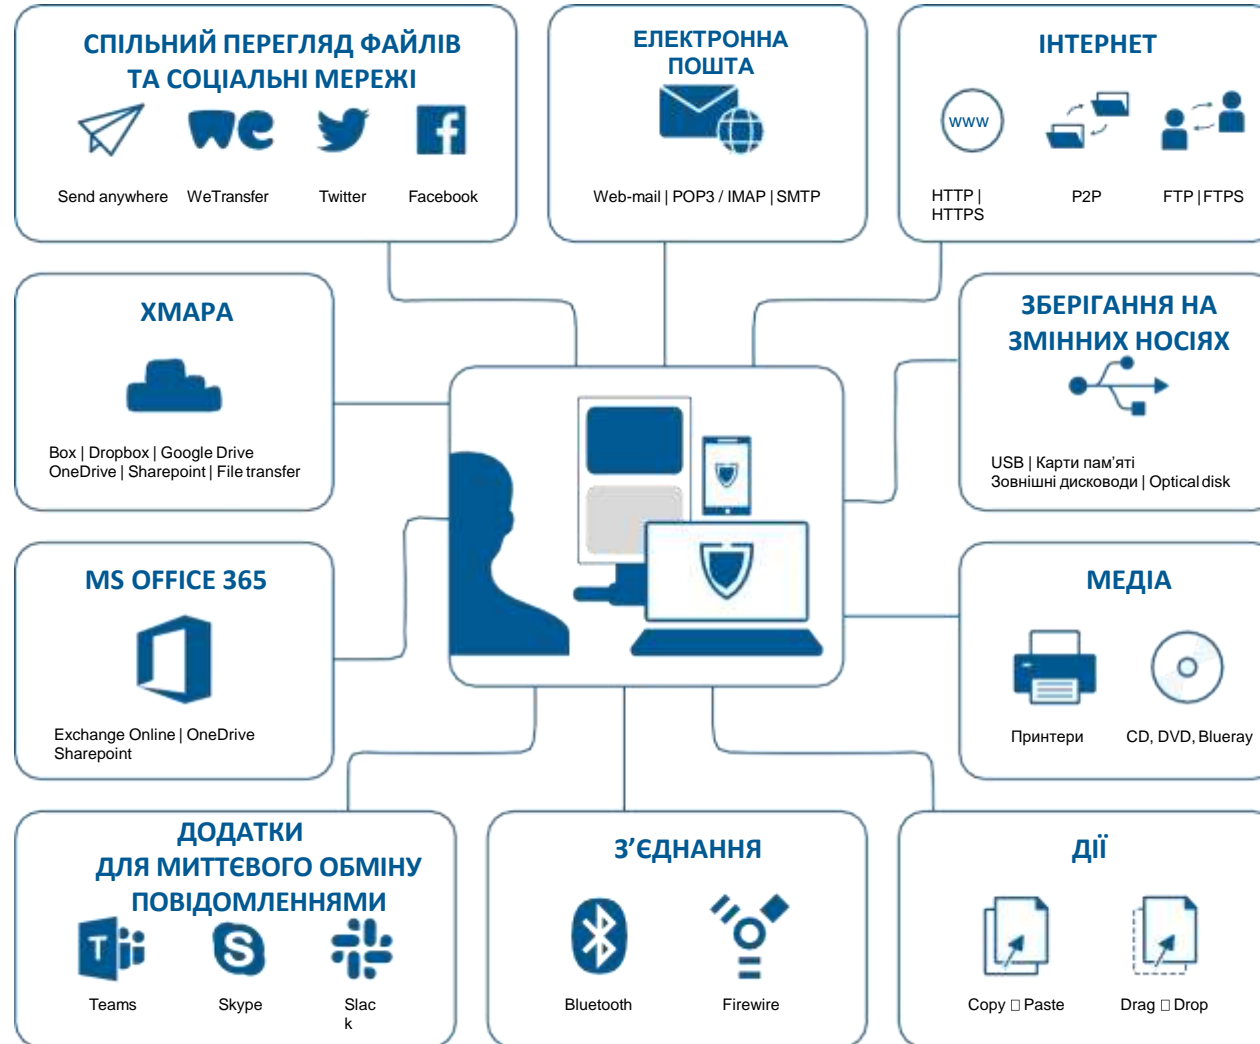 СПІЛЬНИЙ ПЕРЕГЛЯД ФАЙЛІВ
ТА СОЦІАЛЬНІ МЕРЕЖІ
Send anywhere
WeTransfer
Twitter
Facebook
ЕЛЕКТРОННА
ПОШТА
Web-mail | POP3 / IMAP | SMTP
ІНТЕРНЕТ
www
HTTP |
HTTPS
P2P
FTP | FTPS
ХМАРА
Box | Dropbox | Google Drive
OneDrive | Sharepoint | File transfer
ЗБЕРІГАННЯ НА
ЗМІННИХ НОСІЯХ
USB | Карти пам’яті
Зовнішні дисководи | Optical disk
MS OFFICE 365
Exchange Online | OneDrive
Sharepoint
МЕДІА
Принтери
CD, DVD, Blueray
ДОДАТКИ
ДЛЯ МИТТЄВОГО ОБМІНУ
ПОВІДОМЛЕННЯМИ
Teams
Skype
Slac
k
З’ЄДНАННЯ
Bluetooth
Firewire
ДІЇ
Copy □ Paste
Drag □ Drop